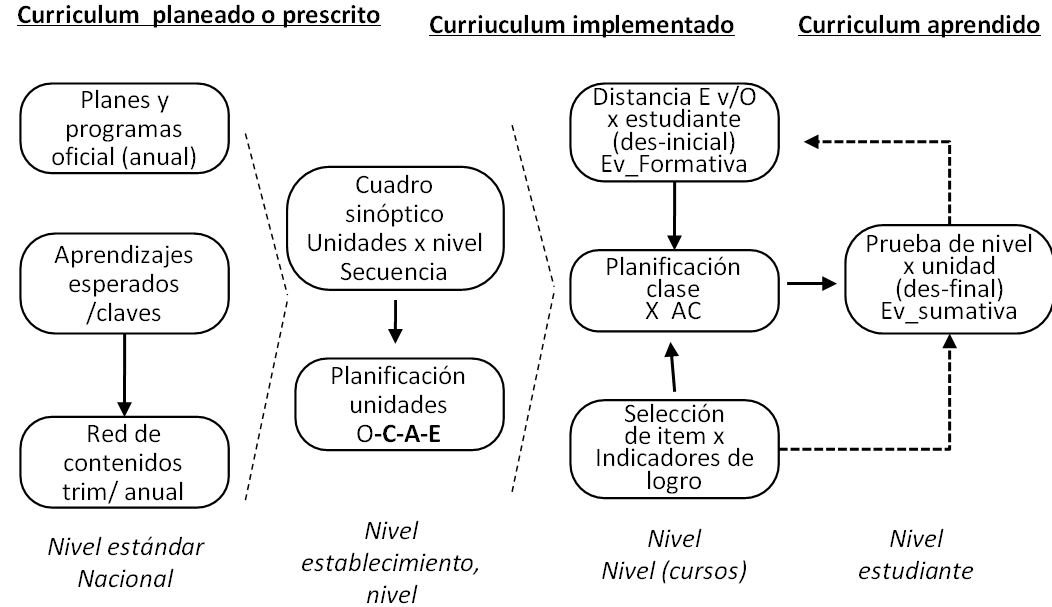 Curriculum  planeado o prescrito
Curriuculum implementado
Curriculum aprendido
Planes y
programas
oficial (anual)
Aprendizajes
esperados
/claves
Red de
contenidos
trim/ anual
Nivel estándar
Nacional
Cuadro
sinóptico
Unidades x nivel
Secuencia
Planificación
unidades
O-C-A-E
Nivel
establecimiento,
nivel
Distancia E v/O
x estudiante
(des-inicial)
Ev_Formativa
Planificación
clase
X  AC
Selección
de item x
Indicadores de
logro
Nivel
Nivel (cursos)
Prueba de nivel
x unidad
(des-final)
Ev_sumativa
Nivel
estudiante